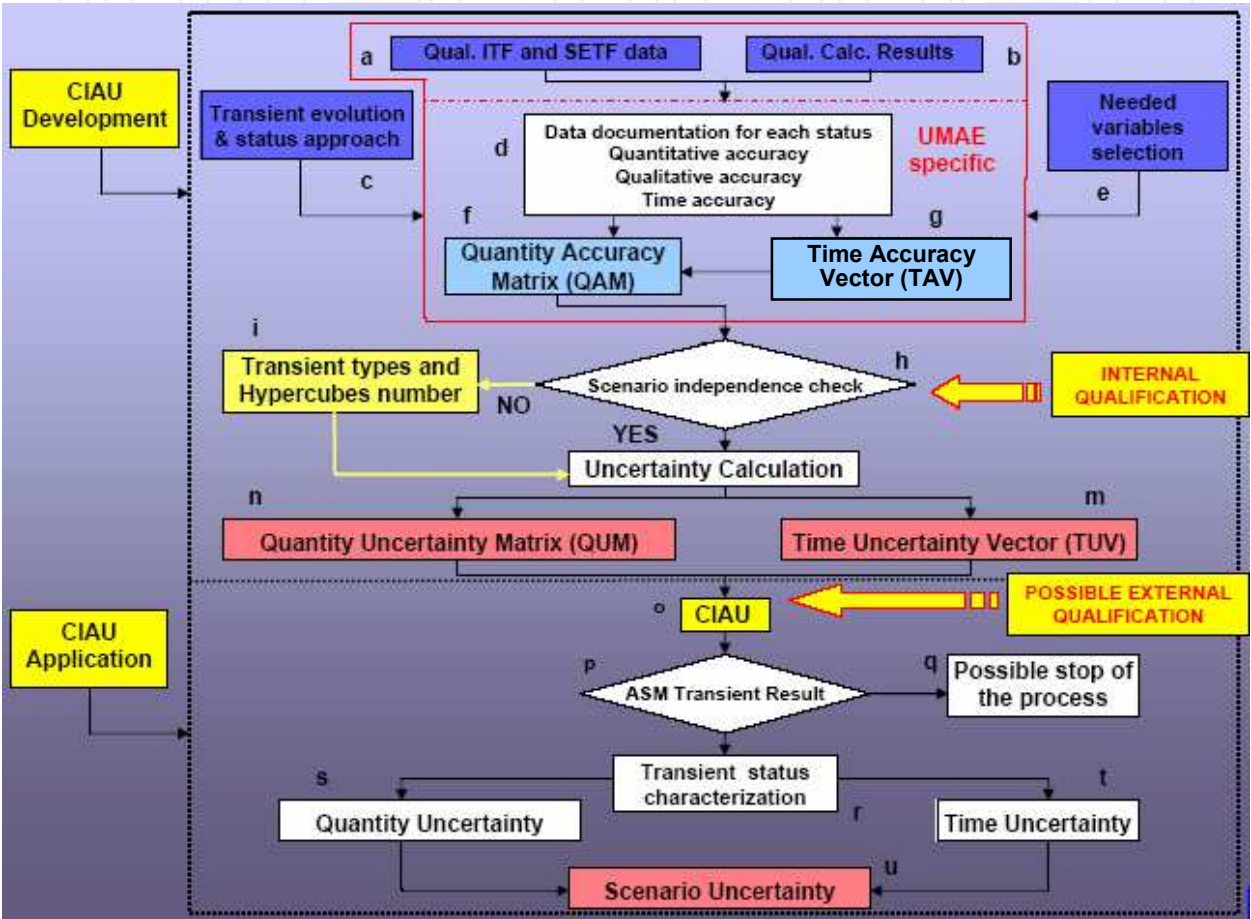 a
Qual. ITF and SETF data
Qual. Calc. Results
b
CIAU
Development
Transient evolution
& status approach
c
d
Data documentation for each status
Quantitative accuracy
Qualitative accuracy
Time accuracy
UMAE
specific
Needed
variables
selection
e
f
Quantity Accuracy
Matrix (QAM)
g
Time Accuracy
Vector (TAV)
i
Transient types and
Hypercubes number
NO
Scenario independence check
h
INTERNAL
QUALIFICATION
YES
Uncertainty Calculation
n
Quantity Uncertainty Matrix (QUM)
m
Time Uncertainty Vector (TUV)
CIAU
Application
o
CIAU
POSSIBLE EXTERNAL
QUALIFICATION
p
ASM Transient Result
q
Possible stop of
the process
Transient status
characterization
r
s
Quantity Uncertainty
t
Time Uncertainty
u
Scenario Uncertainty